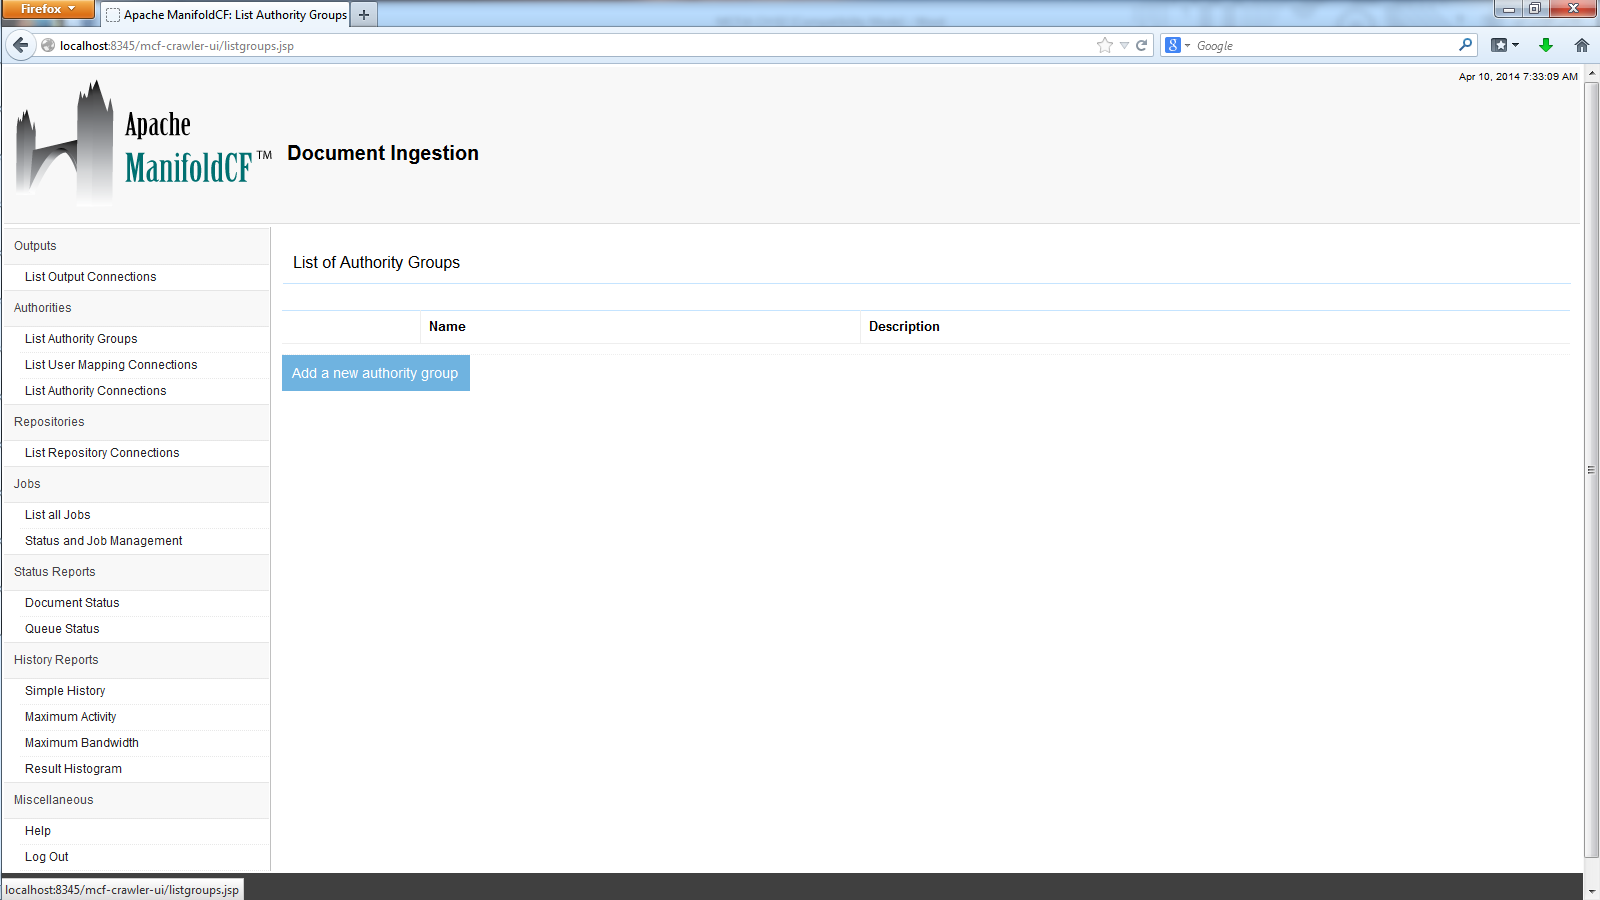 Firefox
Apache ManifoldCF: List Authority Groups
localhost:8345/mcf-crawler-ui/listgroups.jsp
Google
Apr 10, 2014 7:33:09 AM
Apache
ManifoldCF™
Document Ingestion
Outputs
List Output Connections
Authorities
List Authority Groups
List User Mapping Connections
List Authority Connections
Repositories
List Repository Connections
Jobs
List all Jobs
Status and Job Management
Status Reports
Document Status
Queue Status
History Reports
Simple History
Maximum Activity
Maximum Bandwidth
Result Histogram
Miscellaneous
Help
Log Out
List of Authority Groups
Name Description
Add a new authority group
localhost:8345/mcf-crawler-ui/listgroups.jsp